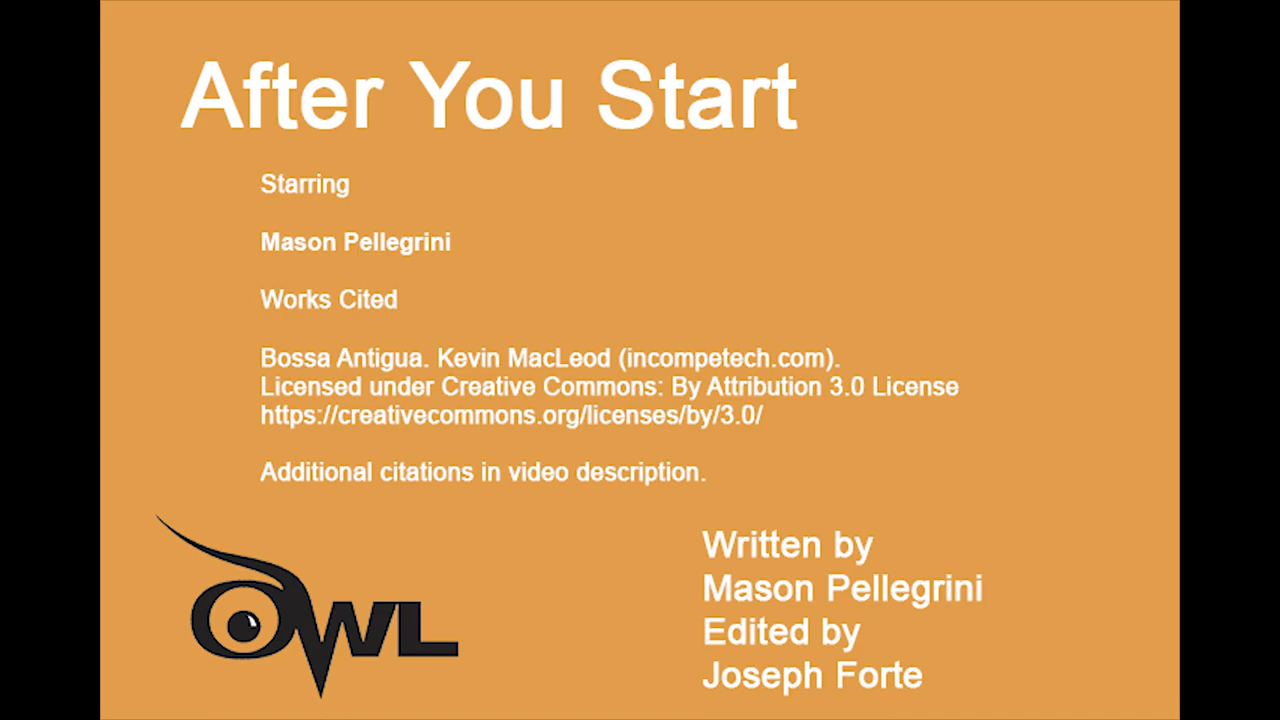 After You Start
Starring
Mason Pellegrini
Works Cited
Bossa Antigua. Kevin MacLeod (incompetech.com).
Licensed under Creative Commons: By Attribution 3.0 License
https://creativecommons.org/licenses/by/3.0/
Additional citations in video description.
OWL
Written by
Mason Pellegrini
Edited by
Joseph Forte